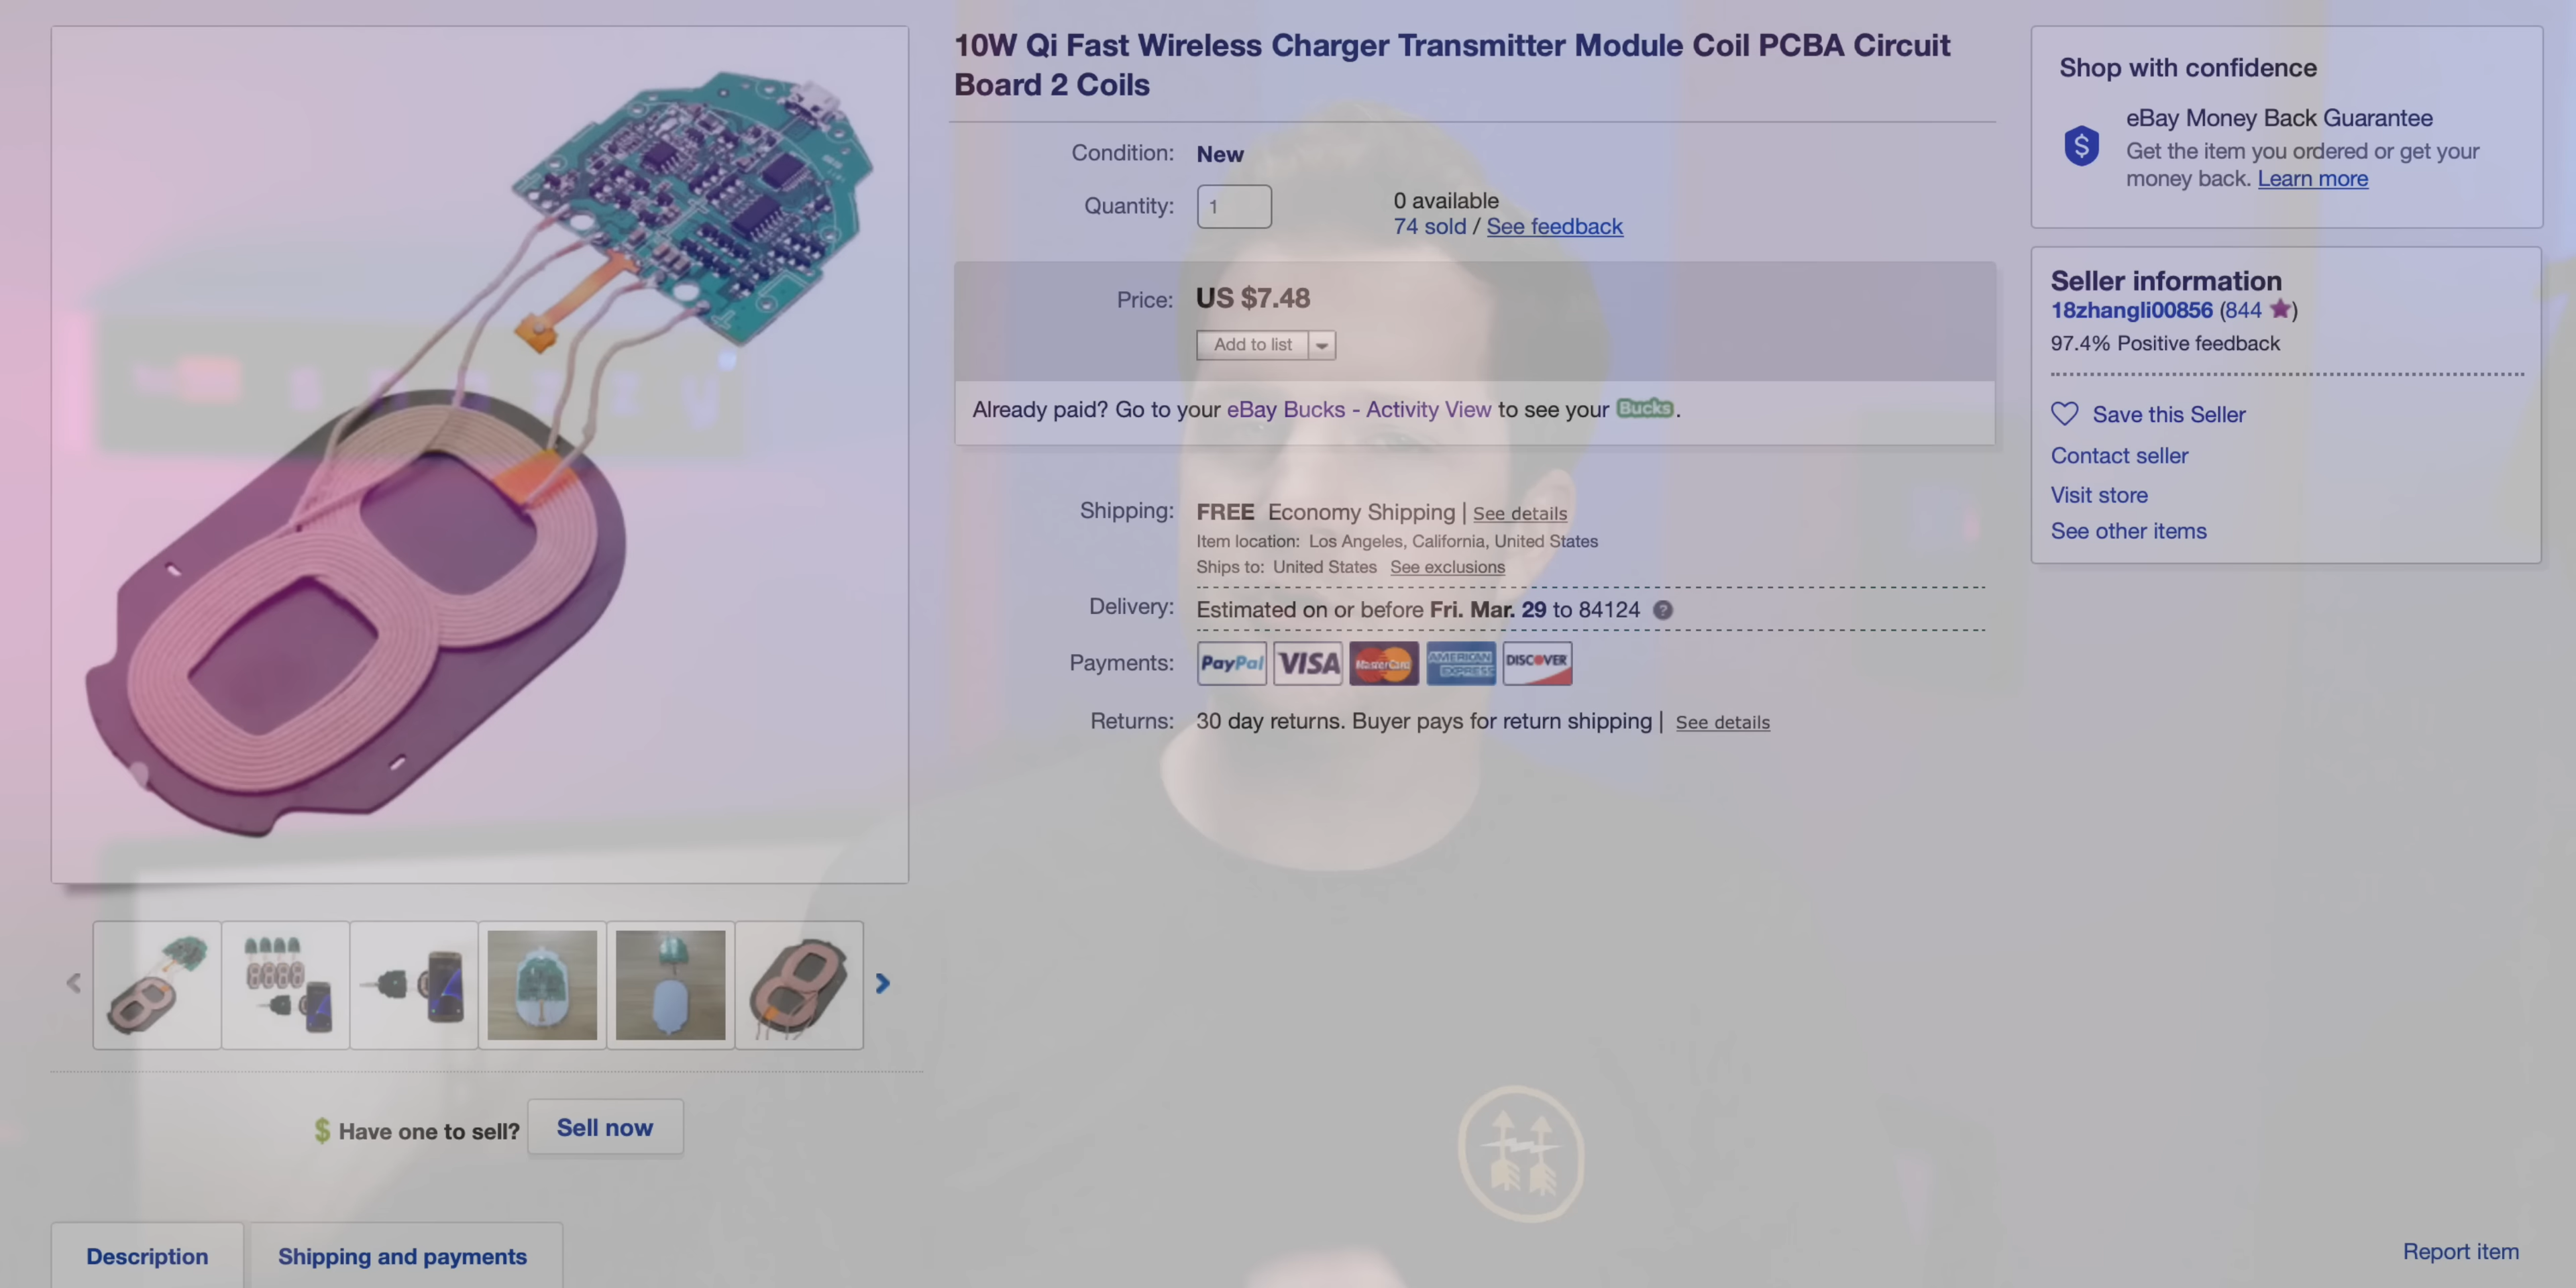 10W Qi Fast Wireless Charger Transmitter Module Coil PCBA Circuit
Board 2 Coils
Condition: New
Quantity: 1
0 available
74 sold / See feedback
Price: US $7.48
Add to list
Already paid? Go to your eBay Bucks - Activity View to see your Bucks.
Shipping: FREE Economy Shipping | See details
Item location: Los Angeles, California, United States
Ships to: United States See exclusions
Delivery: Estimated on or before Fri. Mar. 29 to 84124 ?
Payments: PayPal VISA MasterCard AMERICAN EXPRESS DISCOVER
Returns: 30 day returns. Buyer pays for return shipping | See details
Shop with confidence
$
eBay Money Back Guarantee
Get the item you ordered or get your
money back. Learn more
Seller information
18zhangli00856 (844 ★)
97.4% Positive feedback
Save this Seller
Contact seller
Visit store
See other items
$ Have one to sell? Sell now
Description
Shipping and payments
Report item